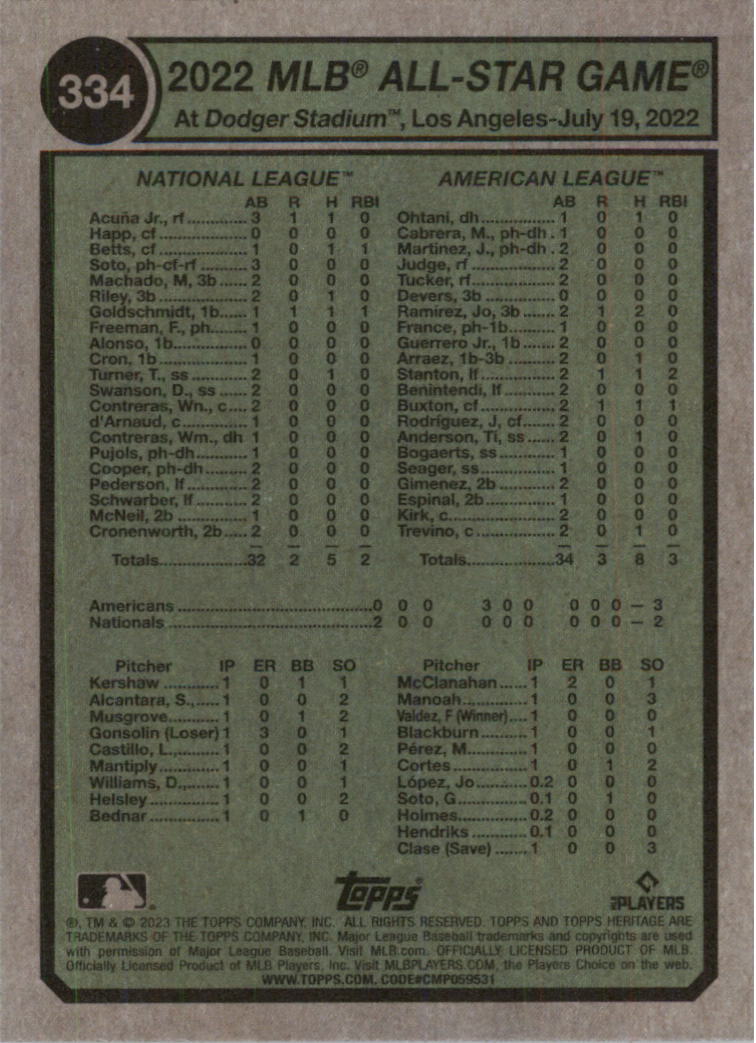 334
2022 MLB® ALL-STAR GAME®
At Dodger Stadium™, Los Angeles-July 19, 2022
NATIONAL LEAGUE™
AB R H RBI
Acuña Jr., rf 3 1 1 0
Happ, cf 0 0 0 0
Betts, cf 1 0 1 1
Soto, ph-cf-rf 3 0 0 0
Machado, M, 3b 2 0 0 0
Riley, 3b 2 0 1 0
Goldschmidt, 1b 1 1 1 1
Freeman, F., ph 1 0 0 0
Alonso, 1b 0 0 0 0
Cron, 1b 1 0 0 0
Turner, T., ss 2 0 1 0
Swanson, D., ss 2 0 0 0
Contreras, Wn., c 2 0 0 0
d'Arnaud, c 1 0 0 0
Contreras, Wm., dh 1 0 0 0
Pujols, ph-dh 1 0 0 0
Cooper, ph-dh 2 0 0 0
Pederson, lf 2 0 0 0
Schwarber, lf 2 0 0 0
McNeil, 2b 1 0 0 0
Cronenworth, 2b 2 0 0 0
Totals 32 2 5 2
AMERICAN LEAGUE™
AB R H RBI
Ohtani, dh 1 0 1 0
Cabrera, M., ph-dh 1 0 0 0
Martinez, J., ph-dh 2 0 0 0
Judge, rf 2 0 0 0
Tucker, rf 2 0 0 0
Devers, 3b 0 0 0 0
Ramírez, Jo, 3b 2 1 2 0
France, ph-1b 1 0 0 0
Guerrero Jr., 1b 2 0 0 0
Arraez, 1b-3b 2 0 1 0
Stanton, lf 2 1 1 2
Benintendi, lf 2 0 0 0
Buxton, cf 2 1 1 1
Rodríguez, J, cf 2 0 0 0
Anderson, Ti, ss 2 0 1 0
Bogaerts, ss 1 0 0 0
Seager, ss 1 0 0 0
Gimenez, 2b 2 0 0 0
Espinal, 2b 1 0 0 0
Kirk, c 2 0 0 0
Trevino, c 2 0 1 0
Totals 34 3 8 3
Americans 0 0 0 3 0 0 0 0 0 – 3
Nationals 2 0 0 0 0 0 0 0 0 – 2
Pitcher IP ER BB SO
Kershaw 1 0 1 1
Alcantara, S., 1 0 0 2
Musgrove 1 0 1 2
Gonsolin (Loser) 1 3 0 1
Castillo, L., 1 0 0 2
Mantiply 1 0 0 1
Williams, D., 1 0 0 1
Helsley 1 0 0 2
Bednar 1 0 1 0
Pitcher IP ER BB SO
McClanahan 1 2 0 1
Manoah 1 0 0 3
Valdez, F (Winner) 1 0 0 0
Blackburn 1 0 0 1
Pérez, M. 1 0 0 0
Cortes 1 0 1 2
López, Jo 0.2 0 0 0
Soto, G 0.1 0 1 0
Holmes 0.2 0 0 0
Hendriks 0.1 0 0 0
Clase (Save) 1 0 0 3
Topps®
PLAYERS
®, TM & © 2023 THE TOPPS COMPANY, INC. ALL RIGHTS RESERVED. TOPPS AND TOPPS HERITAGE ARE
TRADEMARKS OF THE TOPPS COMPANY, INC. Major League Baseball trademarks and copyrights are used
with permission of Major League Baseball. Visit MLB.com. OFFICIALLY LICENSED PRODUCT OF MLB.
Officially Licensed Product of MLB Players, Inc. Visit MLBPLAYERS.COM, the Players Choice on the web.
WWW.TOPPS.COM. CODE#CMP059531